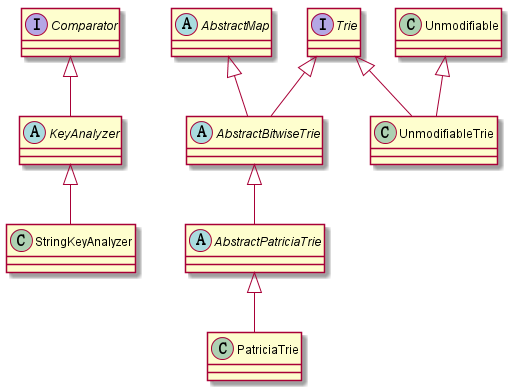 I Comparator
A AbstractMap
I Trie
C Unmodifiable
A KeyAnalyzer
A AbstractBitwiseTrie
C UnmodifiableTrie
C StringKeyAnalyzer
A AbstractPatriciaTrie
C PatriciaTrie